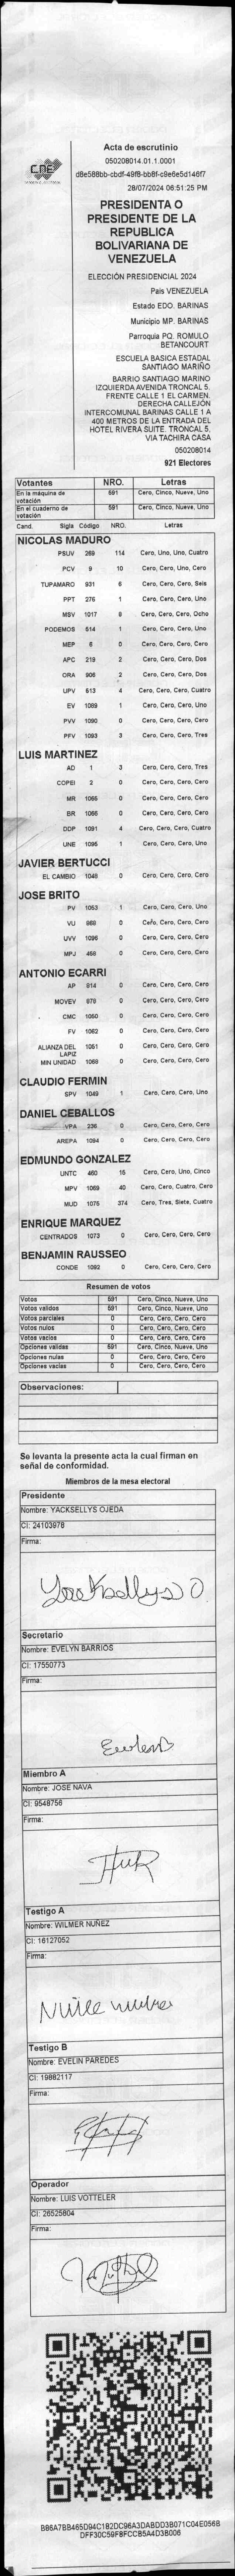 CNE
Acta de escrutinio
050208014.01.1.0001
d8e588bb-cbdf-49f8-bb8f-c9e6e5d146f7
28/07/2024 06:51:25 PM
PRESIDENTA O
PRESIDENTE DE LA
REPUBLICA
BOLIVARIANA DE
VENEZUELA
ELECCIÓN PRESIDENCIAL 2024
Pais VENEZUELA
Estado EDO. BARINAS
Municipio MP. BARINAS
Parroquia PQ. ROMULO
BETANCOURT
ESCUELA BASICA ESTADAL
SANTIAGO MARIÑO
BARRIO SANTIAGO MARINO
IZQUIERDA AVENIDA TRONCAL 5.
FRENTE CALLE 1 EL CARMEN.
DERECHA CALLEJÓN
INTERCOMUNAL BARINAS CALLE 1 A
400 METROS DE LA ENTRADA DEL
HOTEL RIVERA SUITE. TRONCAL 5.
VIA TACHIRA CASA
050208014
921 Electores
Votantes NRO. Letras
En la máquina de votación 591 Cero, Cinco, Nueve, Uno
En el cuaderno de votación 591 Cero, Cinco, Nueve, Uno
Cand. Sigla Código NRO. Letras
NICOLAS MADURO
PSUV 269 114 Cero, Uno, Uno, Cuatro
PCV 9 10 Cero, Cero, Uno, Cero
TUPAMARO 931 6 Cero, Cero, Cero, Seis
PPT 275 1 Cero, Cero, Cero, Uno
MSV 1017 8 Cero, Cero, Cero, Ocho
PODEMOS 514 1 Cero, Cero, Cero, Uno
MEP 6 0 Cero, Cero, Cero, Cero
APC 219 2 Cero, Cero, Cero, Dos
ORA 906 2 Cero, Cero, Cero, Dos
UPV 613 4 Cero, Cero, Cero, Cuatro
EV 1089 1 Cero, Cero, Cero, Uno
PVV 1090 0 Cero, Cero, Cero, Cero
PFV 1093 3 Cero, Cero, Cero, Tres
LUIS MARTINEZ
AD 1 3 Cero, Cero, Cero, Tres
COPEI 2 0 Cero, Cero, Cero, Cero
MR 1065 0 Cero, Cero, Cero, Cero
BR 1066 0 Cero, Cero, Cero, Cero
DDP 1091 4 Cero, Cero, Cero, Cuatro
UNE 1095 1 Cero, Cero, Cero, Uno
JAVIER BERTUCCI
EL CAMBIO 1048 0 Cero, Cero, Cero, Cero
JOSE BRITO
PV 1053 1 Cero, Cero, Cero, Uno
VU 868 0 Cero, Cero, Cero, Cero
UVV 1096 0 Cero, Cero, Cero, Cero
MPJ 458 0 Cero, Cero, Cero, Cero
ANTONIO ECARRI
AP 914 0 Cero, Cero, Cero, Cero
MOVEV 878 0 Cero, Cero, Cero, Cero
CMC 1050 0 Cero, Cero, Cero, Cero
FV 1062 0 Cero, Cero, Cero, Cero
ALIANZA DEL LAPIZ 1051 0 Cero, Cero, Cero, Cero
MIN UNIDAD 1068 0 Cero, Cero, Cero, Cero
CLAUDIO FERMIN
SPV 1049 1 Cero, Cero, Cero, Uno
DANIEL CEBALLOS
VPA 236 0 Cero, Cero, Cero, Cero
AREPA 1094 0 Cero, Cero, Cero, Cero
EDMUNDO GONZALEZ
UNTC 460 15 Cero, Cero, Uno, Cinco
MPV 1069 40 Cero, Cero, Cuatro, Cero
MUD 1075 374 Cero, Tres, Siete, Cuatro
ENRIQUE MARQUEZ
CENTRADOS 1073 0 Cero, Cero, Cero, Cero
BENJAMIN RAUSSEO
CONDE 1092 0 Cero, Cero, Cero, Cero
Resumen de votos
Votos 591 Cero, Cinco, Nueve, Uno
Votos validos 591 Cero, Cinco, Nueve, Uno
Votos parciales 0 Cero, Cero, Cero, Cero
Votos nulos 0 Cero, Cero, Cero, Cero
Votos vacios 0 Cero, Cero, Cero, Cero
Opciones validas 591 Cero, Cinco, Nueve, Uno
Opciones nulas 0 Cero, Cero, Cero, Cero
Opciones vacias 0 Cero, Cero, Cero, Cero
Observaciones:
Se levanta la presente acta la cual firman en
señal de conformidad.
Miembros de la mesa electoral
Presidente
Nombre: YACKSELLYS OJEDA
CI: 24103978
Firma:
Yacksellys O
Secretario
Nombre: EVELYN BARRIOS
CI: 17550773
Firma:
Miembro A
Nombre: JOSE NAVA
CI: 9548756
Firma:
Testigo A
Nombre: WILMER NUÑEZ
CI: 16127052
Firma:
Testigo B
Nombre: EVELIN PAREDES
CI: 19882117
Firma:
Operador
Nombre: LUIS VOTTELER
CI: 26525804
Firma:
B86A7BB465D94C182DC96A3DABDD3B071C04E056B
DFF30C59F8FCCB5A4D3B006